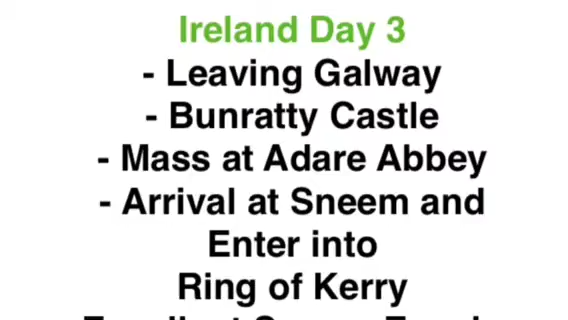 Ireland Day 3
- Leaving Galway
- Bunratty Castle
- Mass at Adare Abbey
- Arrival at Sneem and
Enter into
Ring of Kerry